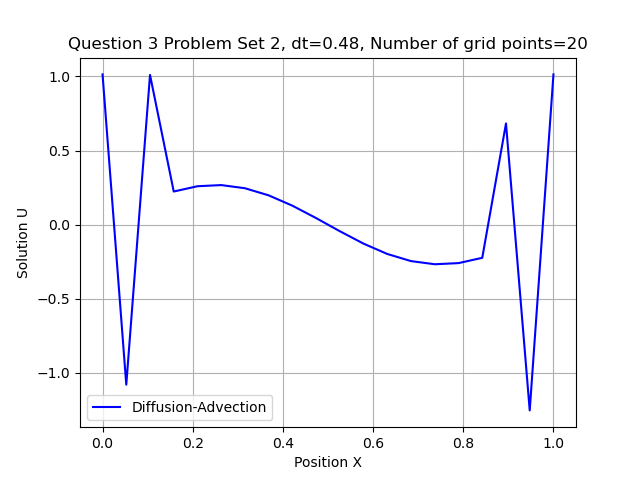 Question 3 Problem Set 2, dt=0.48, Number of grid points=20
1.0
0.5
0.0
−0.5
−1.0
Solution U
Diffusion-Advection
0.0 0.2 0.4 0.6 0.8 1.0
Position X